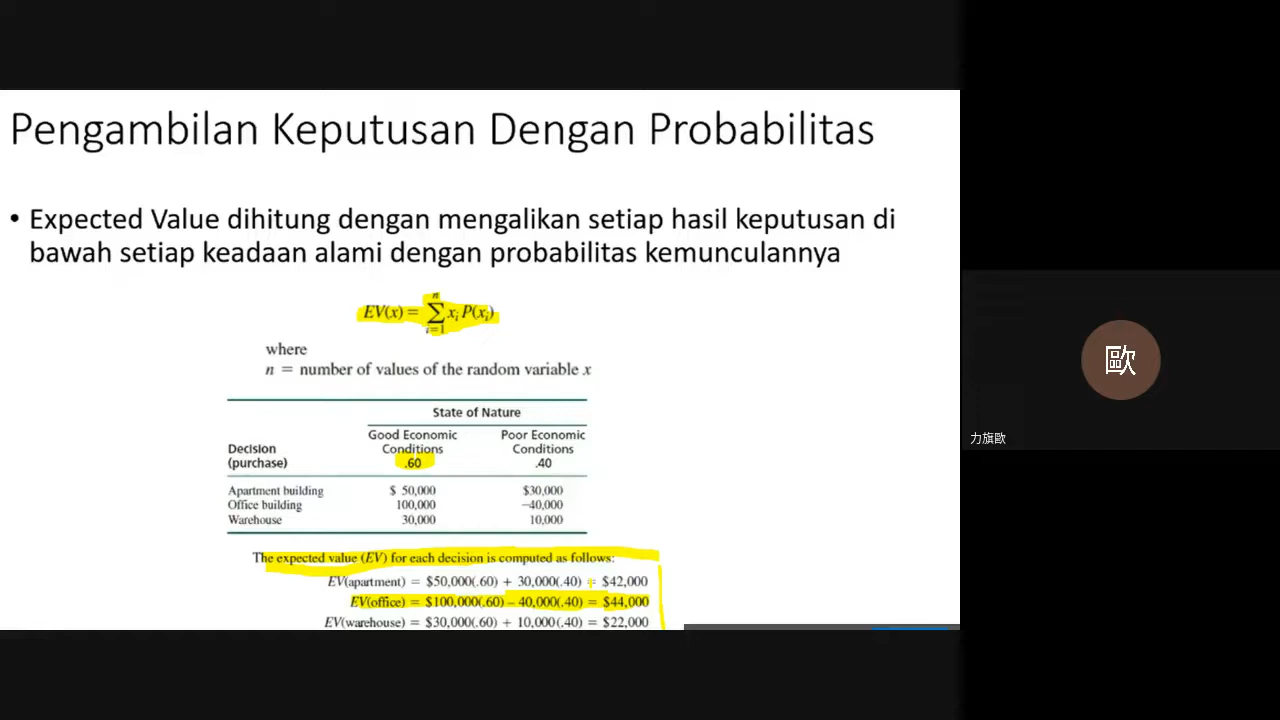 Pengambilan Keputusan Dengan Probabilitas
• Expected Value dihitung dengan mengalikan setiap hasil keputusan di
bawah setiap keadaan alami dengan probabilitas kemunculannya
EV(x) = ∑ⁿᵢ₌₁ xᵢ P(xᵢ)
where
n = number of values of the random variable x
State of Nature
Good Economic Poor Economic
Decision Conditions Conditions
(purchase) .60 .40
Apartment building $ 50,000 $30,000
Office building 100,000 −40,000
Warehouse 30,000 10,000
The expected value (EV) for each decision is computed as follows:
EV(apartment) = $50,000(.60) + 30,000(.40) = $42,000
EV(office) = $100,000(.60) – 40,000(.40) = $44,000
EV(warehouse) = $30,000(.60) + 10,000(.40) = $22,000
歐
力旗歐